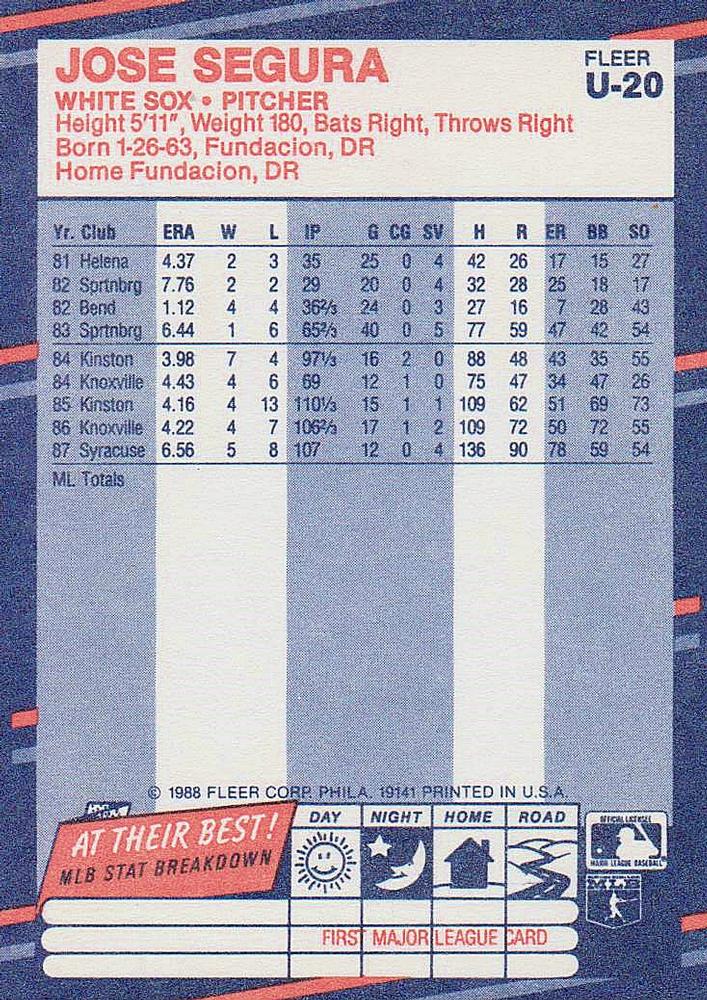 JOSE SEGURA
FLEER
U-20
WHITE SOX • PITCHER
Height 5'11", Weight 180, Bats Right, Throws Right
Born 1-26-63, Fundacion, DR
Home Fundacion, DR
Yr. Club ERA W L IP G CG SV H R ER BB SO
81 Helena 4.37 2 3 35 25 0 4 42 26 17 15 27
82 Sprtnbrg 7.76 2 2 29 20 0 4 32 28 25 18 17
82 Bend 1.12 4 4 36⅔ 24 0 3 27 16 7 28 43
83 Sprtnbrg 6.44 1 6 65⅔ 40 0 5 77 59 47 42 54
84 Kinston 3.98 7 4 97⅓ 16 2 0 88 48 43 35 55
84 Knoxville 4.43 4 6 69 12 1 0 75 47 34 47 26
85 Kinston 4.16 4 13 110⅓ 15 1 1 109 62 51 69 73
86 Knoxville 4.22 4 7 106⅔ 17 1 2 109 72 50 72 55
87 Syracuse 6.56 5 8 107 12 0 4 136 90 78 59 54
ML Totals
© 1988 FLEER CORP. PHILA. 19141 PRINTED IN U.S.A.
AT THEIR BEST!
MLB STAT BREAKDOWN
DAY NIGHT HOME ROAD
OFFICIAL LICENSEE
MAJOR LEAGUE BASEBALL
MLB
FIRST MAJOR LEAGUE CARD